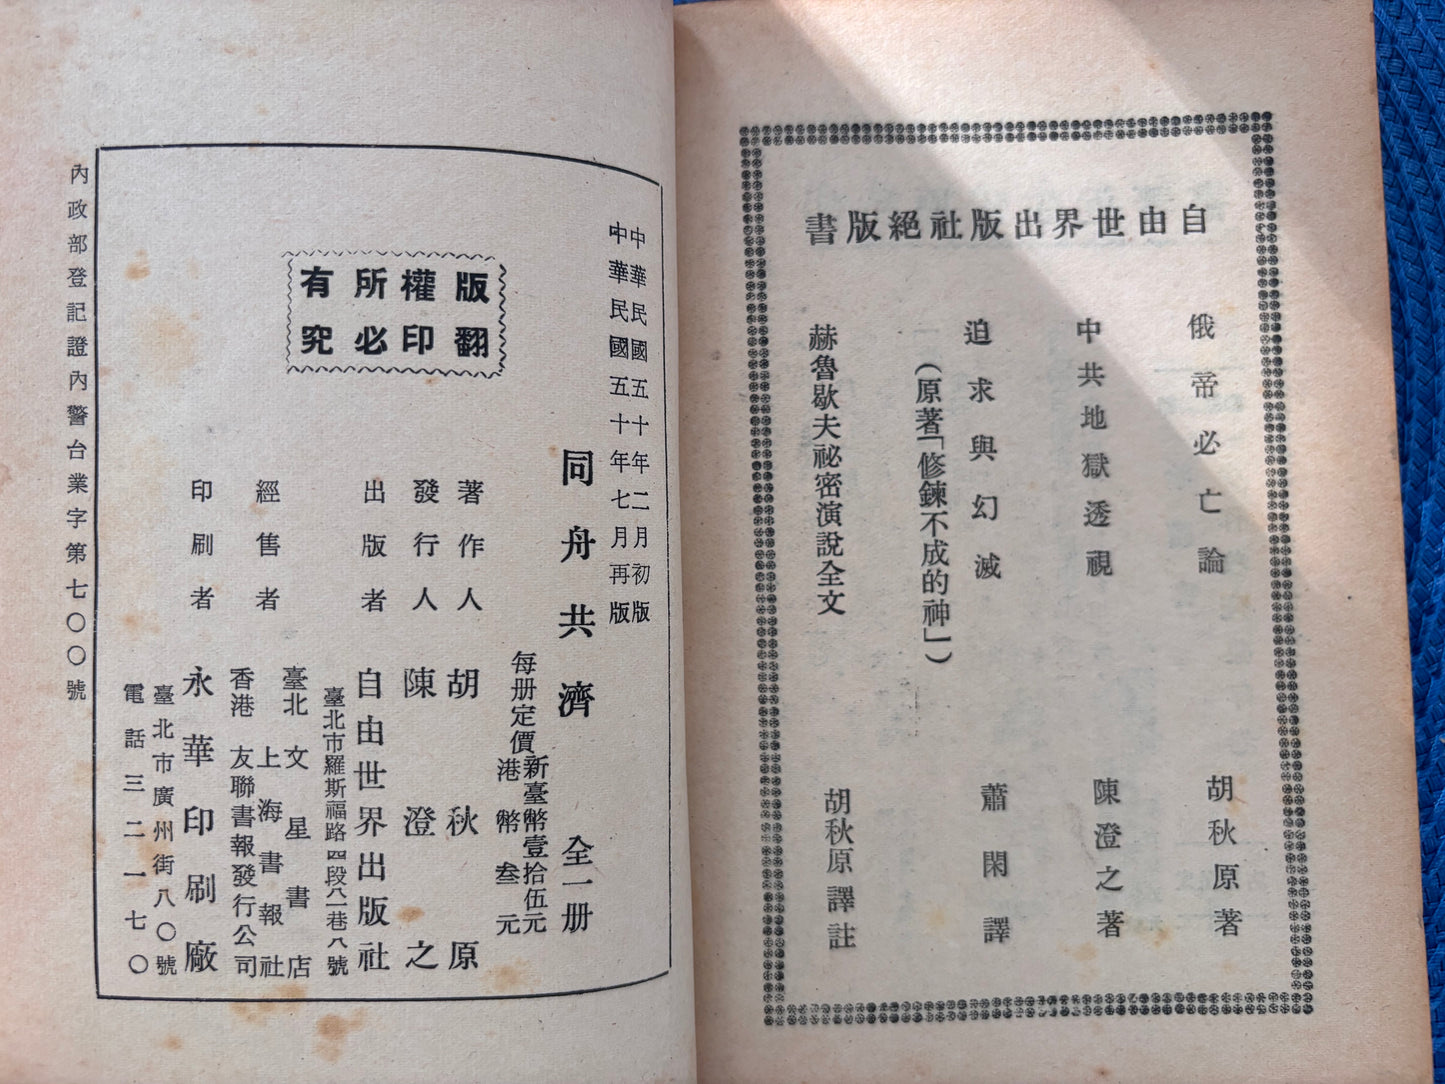 自由世界出版社絕版書
俄帝必亡論　胡秋原著
中共地獄透視　陳澄之著
迫求與幻滅　蕭閑譯
（原著「修鍊不成的神」）
赫魯歇夫祕密演說全文　胡秋原譯註
中華民國五十年二月初版
中華民國五十年七月再版
同舟共濟　全一册
每册定價新臺幣壹拾伍元
港幣叁元
版權所有
翻印必究
著作人　胡秋原
發行人　陳澄之
出版者　自由世界出版社
臺北市羅斯福路四段八一巷八號
經售者　臺北文星書店
上海書報社
香港友聯書報發行公司
印刷者　永華印刷廠
臺北市廣州街八〇號
電話三二一七〇
內政部登記證內警台業字第七〇〇號